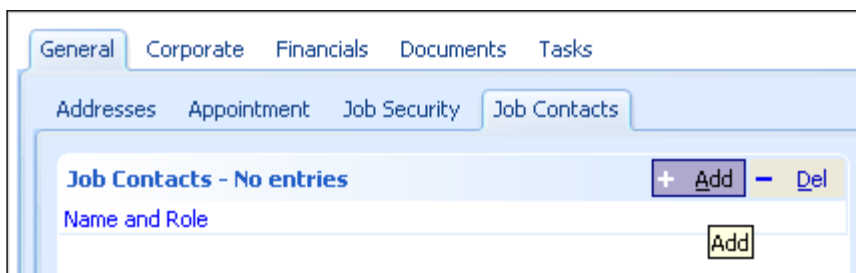 General Corporate Financials Documents Tasks
Addresses Appointment Job Security Job Contacts
Job Contacts - No entries + Add − Del
Name and Role
Add